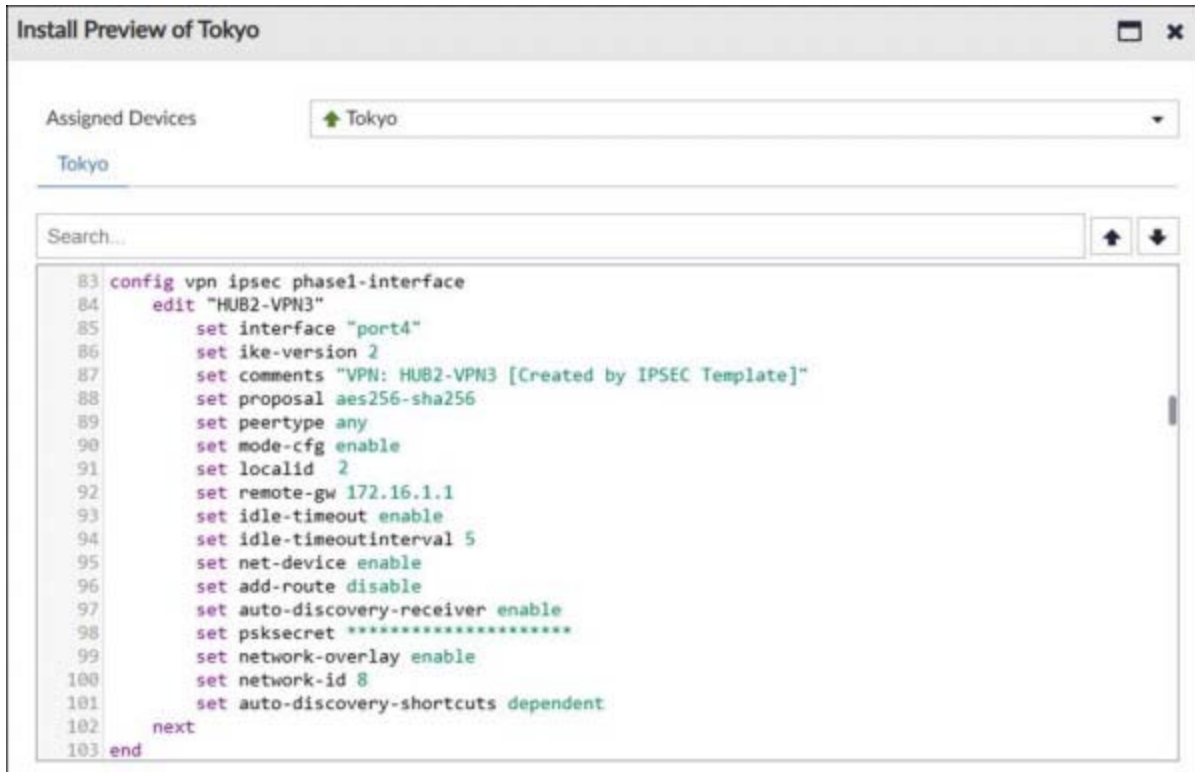 Install Preview of Tokyo
Assigned Devices
Tokyo
Tokyo
Search...
83 config vpn ipsec phase1-interface
84 edit "HUB2-VPN3"
85 set interface "port4"
86 set ike-version 2
87 set comments "VPN: HUB2-VPN3 [Created by IPSEC Template]"
88 set proposal aes256-sha256
89 set peertype any
90 set mode-cfg enable
91 set localid 2
92 set remote-gw 172.16.1.1
93 set idle-timeout enable
94 set idle-timeoutinterval 5
95 set net-device enable
96 set add-route disable
97 set auto-discovery-receiver enable
98 set psksecret *********************
99 set network-overlay enable
100 set network-id 8
101 set auto-discovery-shortcuts dependent
102 next
103 end